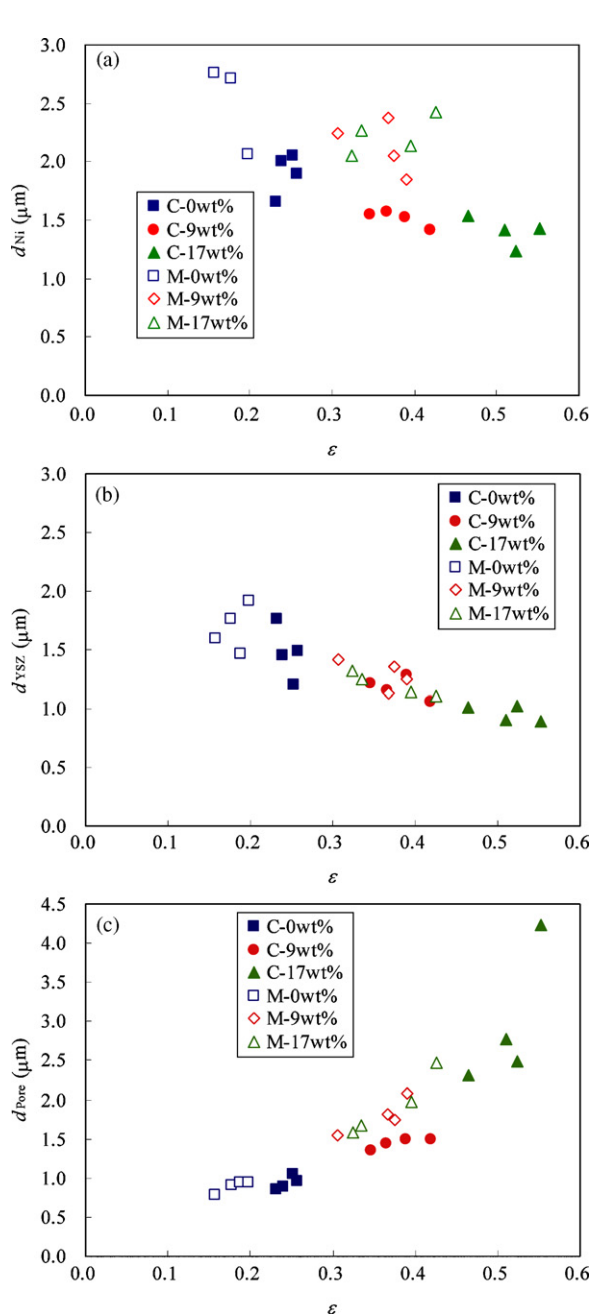 (a)
3.0
2.5
2.0
1.5
1.0
0.5
0.0
dNi (μm)
C-0wt%
C-9wt%
C-17wt%
M-0wt%
M-9wt%
M-17wt%
0.0 0.1 0.2 0.3 0.4 0.5 0.6
ε
(b)
3.0
2.5
2.0
1.5
1.0
0.5
0.0
dYSZ (μm)
C-0wt%
C-9wt%
C-17wt%
M-0wt%
M-9wt%
M-17wt%
0.0 0.1 0.2 0.3 0.4 0.5 0.6
ε
(c)
4.5
4.0
3.5
3.0
2.5
2.0
1.5
1.0
0.5
0.0
dPore (μm)
C-0wt%
C-9wt%
C-17wt%
M-0wt%
M-9wt%
M-17wt%
0.0 0.1 0.2 0.3 0.4 0.5 0.6
ε